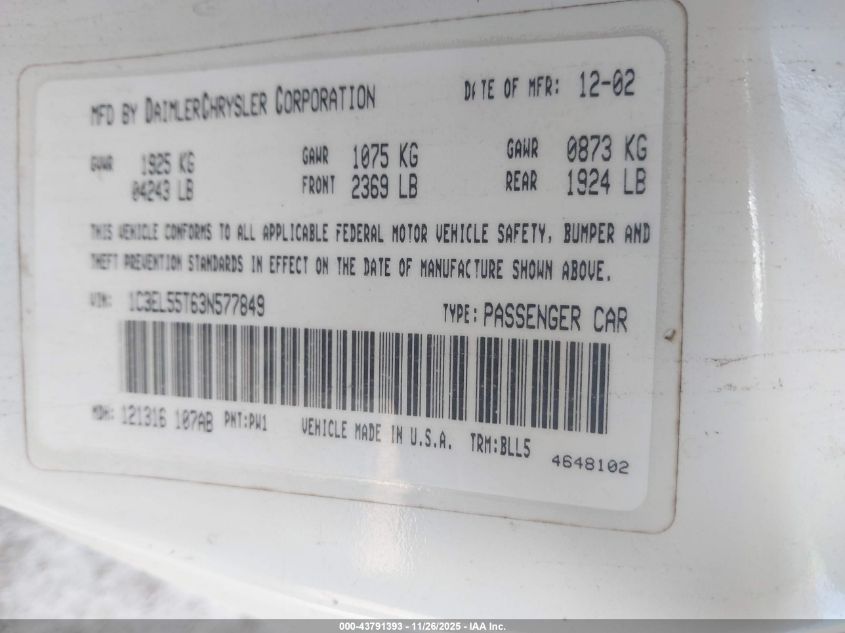 MFD BY DAIMLERCHRYSLER CORPORATION DATE OF MFR: 12-02
GVWR 1925 KG GAWR 1075 KG GAWR 0873 KG
04243 LB FRONT 2369 LB REAR 1924 LB
THIS VEHICLE CONFORMS TO ALL APPLICABLE FEDERAL MOTOR VEHICLE SAFETY, BUMPER AND
THEFT PREVENTION STANDARDS IN EFFECT ON THE DATE OF MANUFACTURE SHOWN ABOVE.
VIN: 1C3EL55T63N577849 TYPE: PASSENGER CAR
MDH: 121316 107AB PNT:PW1 VEHICLE MADE IN U.S.A. TRM:BLL5
4648102
000-43791393 - 11/26/2025 - IAA Inc.